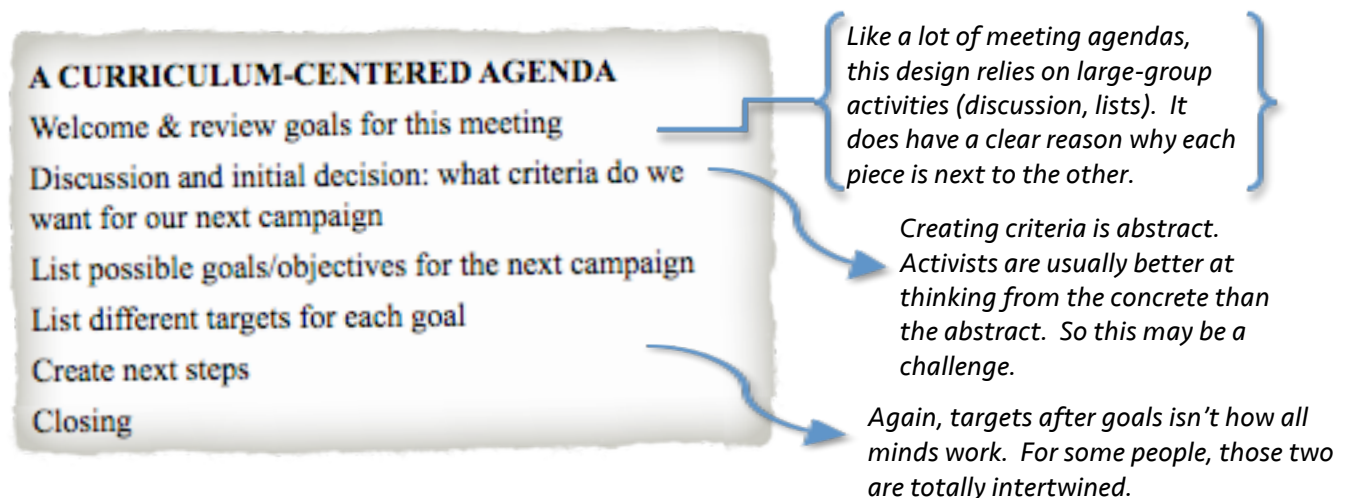 A CURRICULUM-CENTERED AGENDA
Welcome & review goals for this meeting
Discussion and initial decision: what criteria do we
want for our next campaign
List possible goals/objectives for the next campaign
List different targets for each goal
Create next steps
Closing
Like a lot of meeting agendas,
this design relies on large-group
activities (discussion, lists). It
does have a clear reason why each
piece is next to the other.
Creating criteria is abstract.
Activists are usually better at
thinking from the concrete than
the abstract. So this may be a
challenge.
Again, targets after goals isn't how all
minds work. For some people, those two
are totally intertwined.